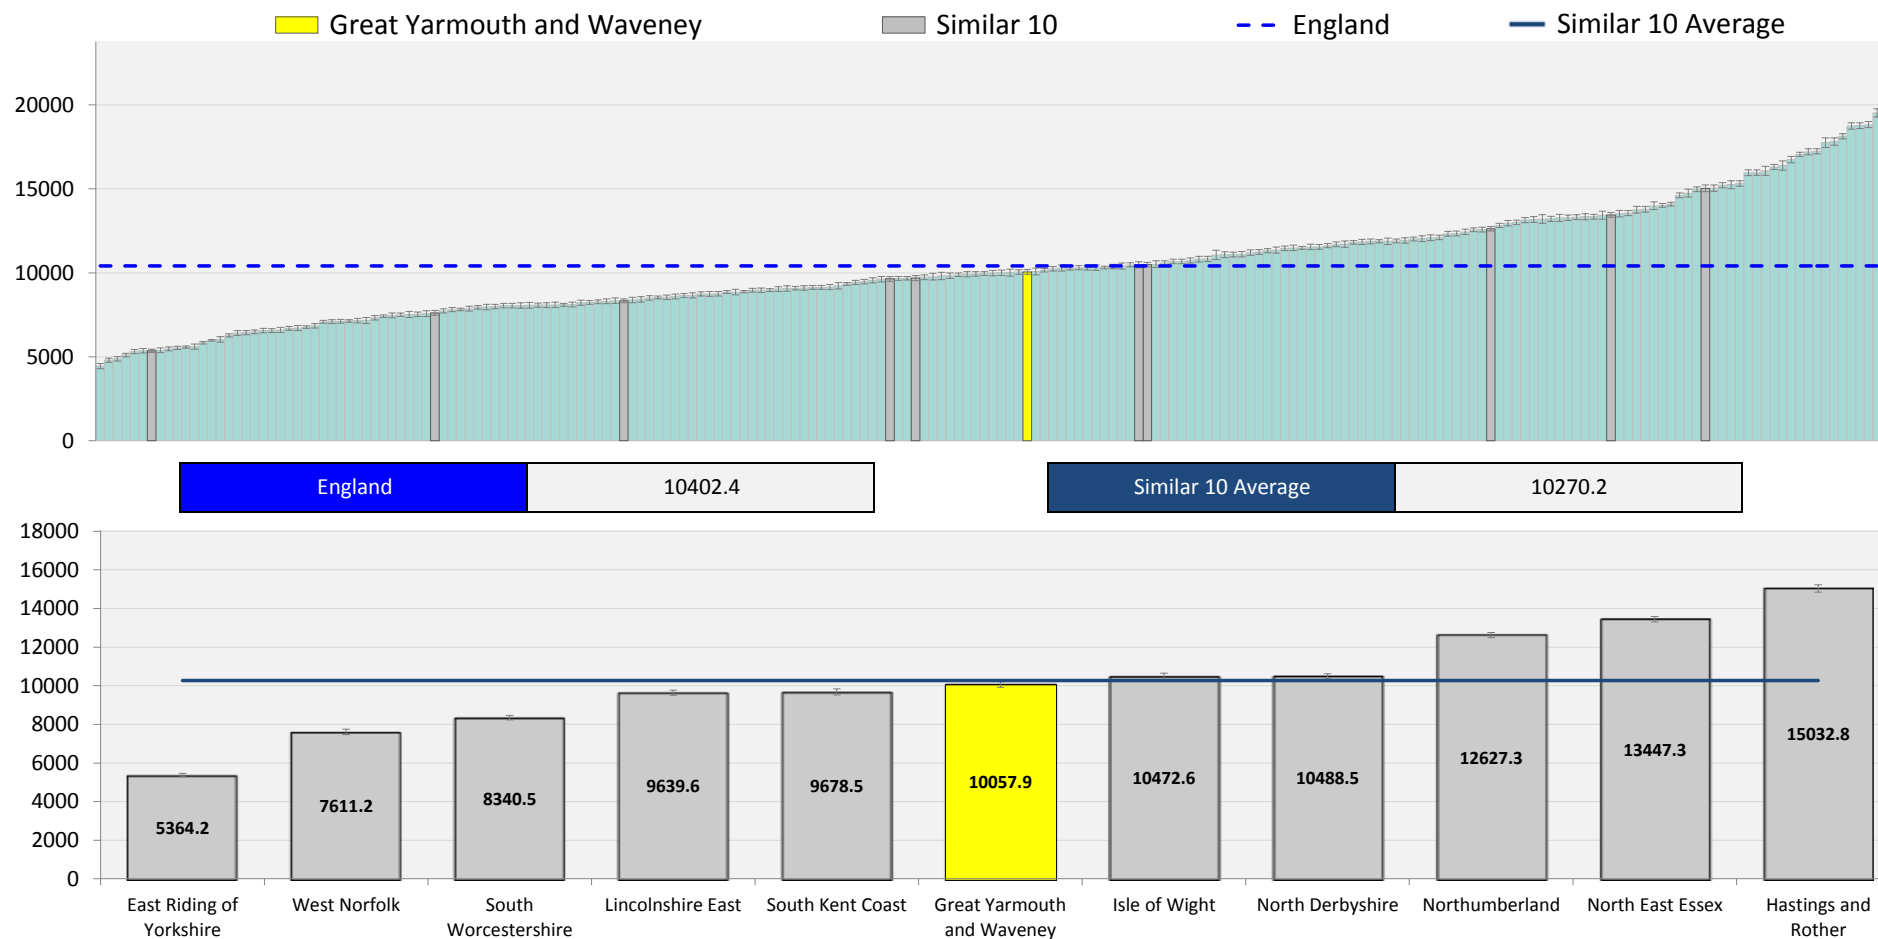 Great Yarmouth and Waveney
Similar 10
England
Similar 10 Average
20000
15000
10000
5000
0
England
10402.4
Similar 10 Average
10270.2
18000
16000
14000
12000
10000
8000
6000
4000
2000
0
5364.2
7611.2
8340.5
9639.6
9678.5
10057.9
10472.6
10488.5
12627.3
13447.3
15032.8
East Riding of
Yorkshire
West Norfolk
South
Worcestershire
Lincolnshire East
South Kent Coast
Great Yarmouth
and Waveney
Isle of Wight
North Derbyshire
Northumberland
North East Essex
Hastings and
Rother